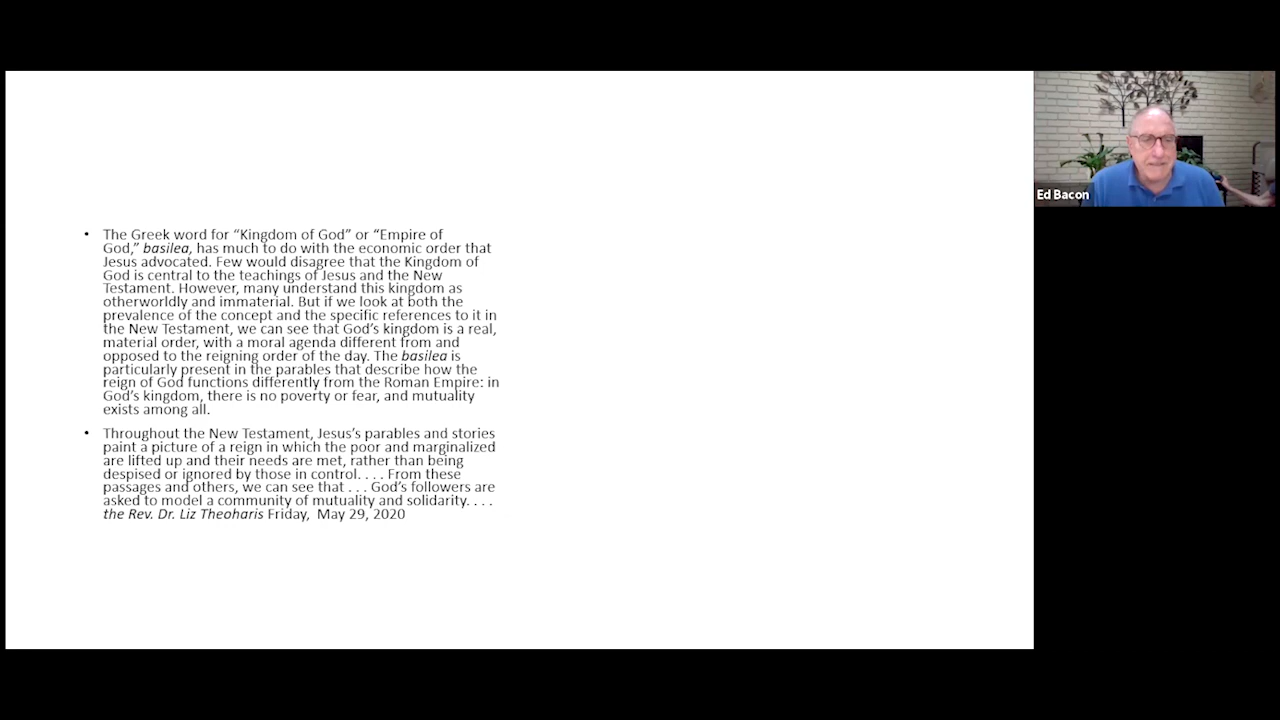 • The Greek word for “Kingdom of God” or “Empire of
God,” basilea, has much to do with the economic order that
Jesus advocated. Few would disagree that the Kingdom of
God is central to the teachings of Jesus and the New
Testament. However, many understand this kingdom as
otherworldly and immaterial. But if we look at both the
prevalence of the concept and the specific references to it in
the New Testament, we can see that God’s kingdom is a real,
material order, with a moral agenda different from and
opposed to the reigning order of the day. The basilea is
particularly present in the parables that describe how the
reign of God functions differently from the Roman Empire: in
God’s kingdom, there is no poverty or fear, and mutuality
exists among all.
• Throughout the New Testament, Jesus’s parables and stories
paint a picture of a reign in which the poor and marginalized
are lifted up and their needs are met, rather than being
despised or ignored by those in control. . . . From these
passages and others, we can see that . . . God’s followers are
asked to model a community of mutuality and solidarity. . . .
the Rev. Dr. Liz Theoharis Friday, May 29, 2020
Ed Bacon